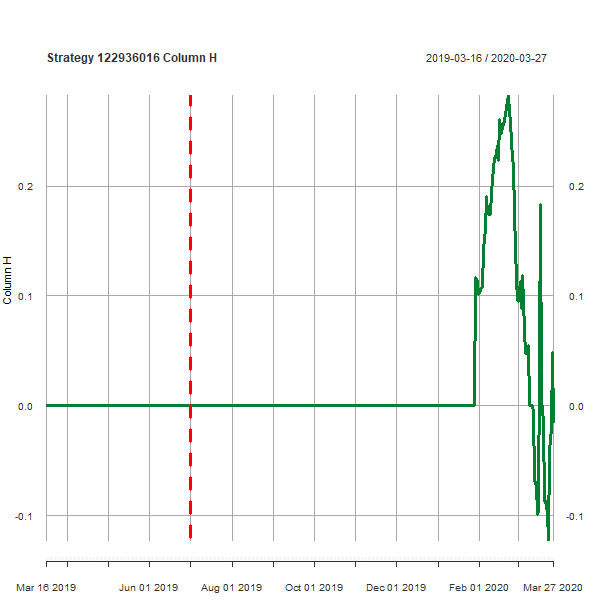 Strategy 122936016 Column H
2019-03-16 / 2020-03-27
0.2
0.2
Column H
0.1
0.1
0.0
0.0
-0.1
-0.1
Mar 16 2019
Jun 01 2019
Aug 01 2019
Oct 01 2019
Dec 01 2019
Feb 01 2020
Mar 27 2020